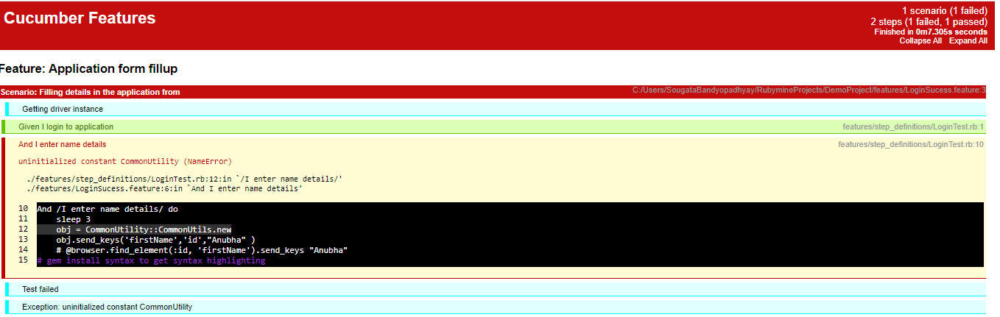 Cucumber Features
1 scenario (1 failed)
2 steps (1 failed, 1 passed)
Finished in 0m7.305s seconds
Collapse All Expand All
Feature: Application form fillup
Scenario: Filling details in the application from
C:/Users/SougataBandyopadhyay/RubymineProjects/DemoProject/features/LoginSucess.feature:3
Getting driver instance
Given I login to application
features/step_definitions/LoginTest.rb:1
And I enter name details
features/step_definitions/LoginTest.rb:10
uninitialized constant CommonUtility (NameError)
./features/step_definitions/LoginTest.rb:12:in `/I enter name details/'
./features/LoginSucess.feature:6:in `And I enter name details'
10 And /I enter name details/ do
11 sleep 3
12 obj = CommonUtility::CommonUtils.new
13 obj.send_keys('firstName','id',"Anubha" )
14 # @browser.find_element(:id, 'firstName').send_keys "Anubha"
15 # gem install syntax to get syntax highlighting
Test failed
Exception: uninitialized constant CommonUtility